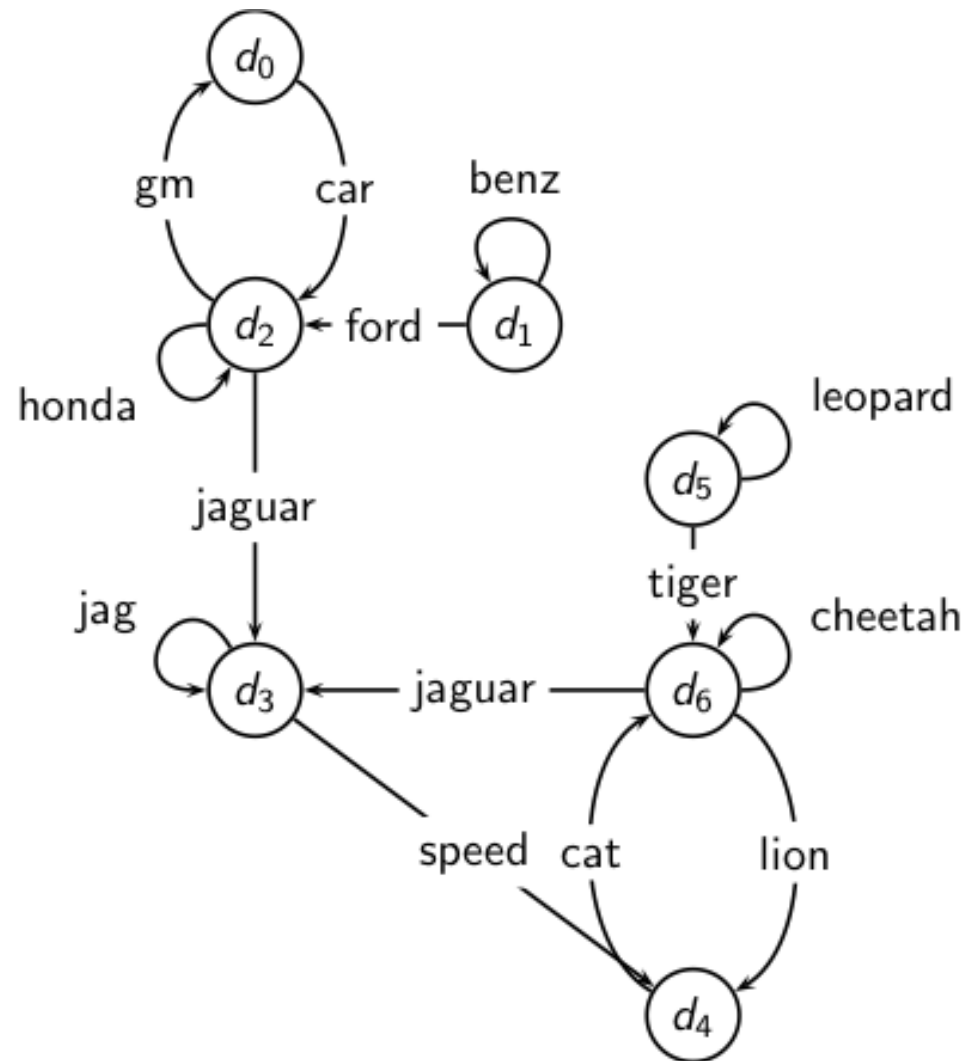 d₀
gm
car
benz
d₂
ford
d₁
honda
leopard
d₅
jaguar
tiger
jag
cheetah
d₃
jaguar
d₆
speed
cat
lion
d₄